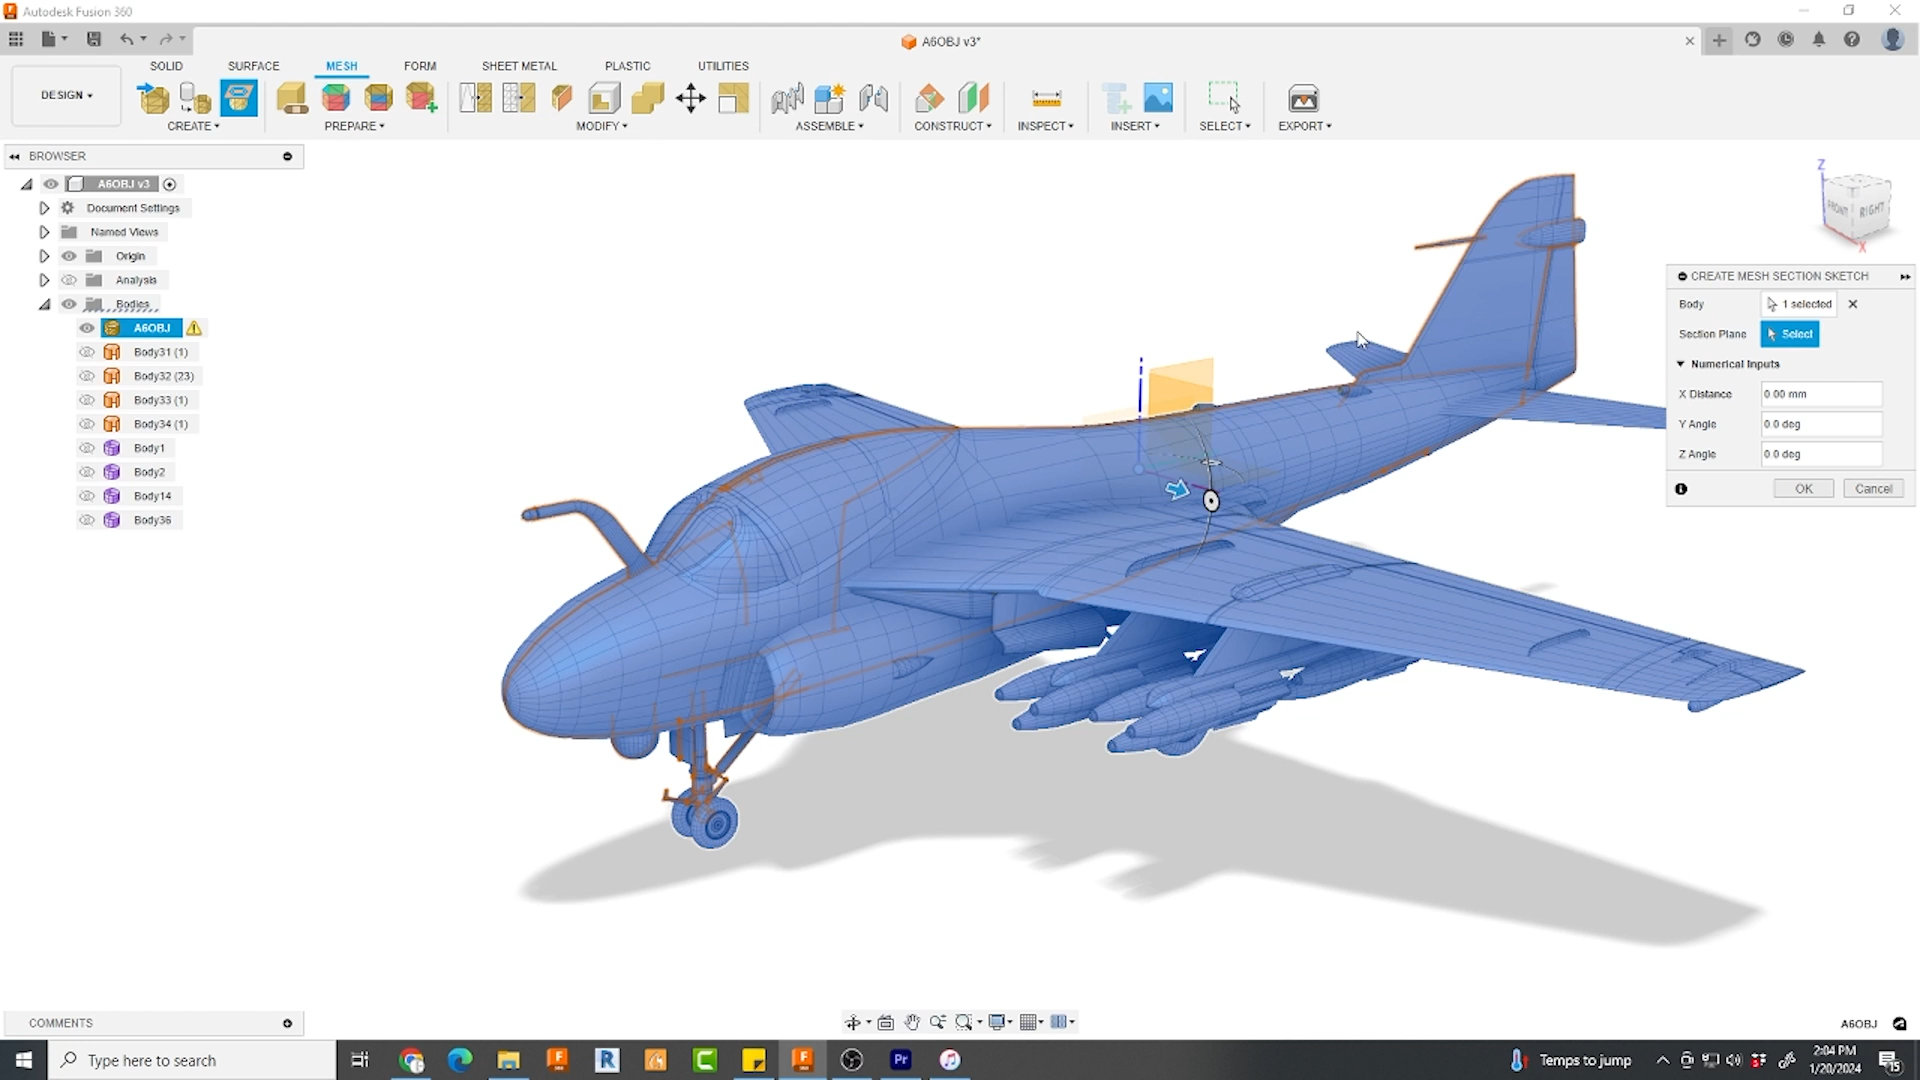 Autodesk Fusion 360
A6OBJ v3*
DESIGN
SOLID SURFACE MESH FORM SHEET METAL PLASTIC UTILITIES
CREATE PREPARE MODIFY ASSEMBLE CONSTRUCT INSPECT INSERT SELECT EXPORT
BROWSER
A6OBJ v3
Document Settings
Named Views
Origin
Analysis
Bodies
A6OBJ
Body31 (1)
Body32 (23)
Body33 (1)
Body34 (1)
Body1
Body2
Body14
Body36
Z
FRONT RIGHT
X
CREATE MESH SECTION SKETCH
Body 1 selected
Section Plane Select
Numerical Inputs
X Distance 0.00 mm
Y Angle 0.0 deg
Z Angle 0.0 deg
OK Cancel
COMMENTS
A6OBJ
Type here to search
Temps to jump
2:04 PM
1/20/2024
15